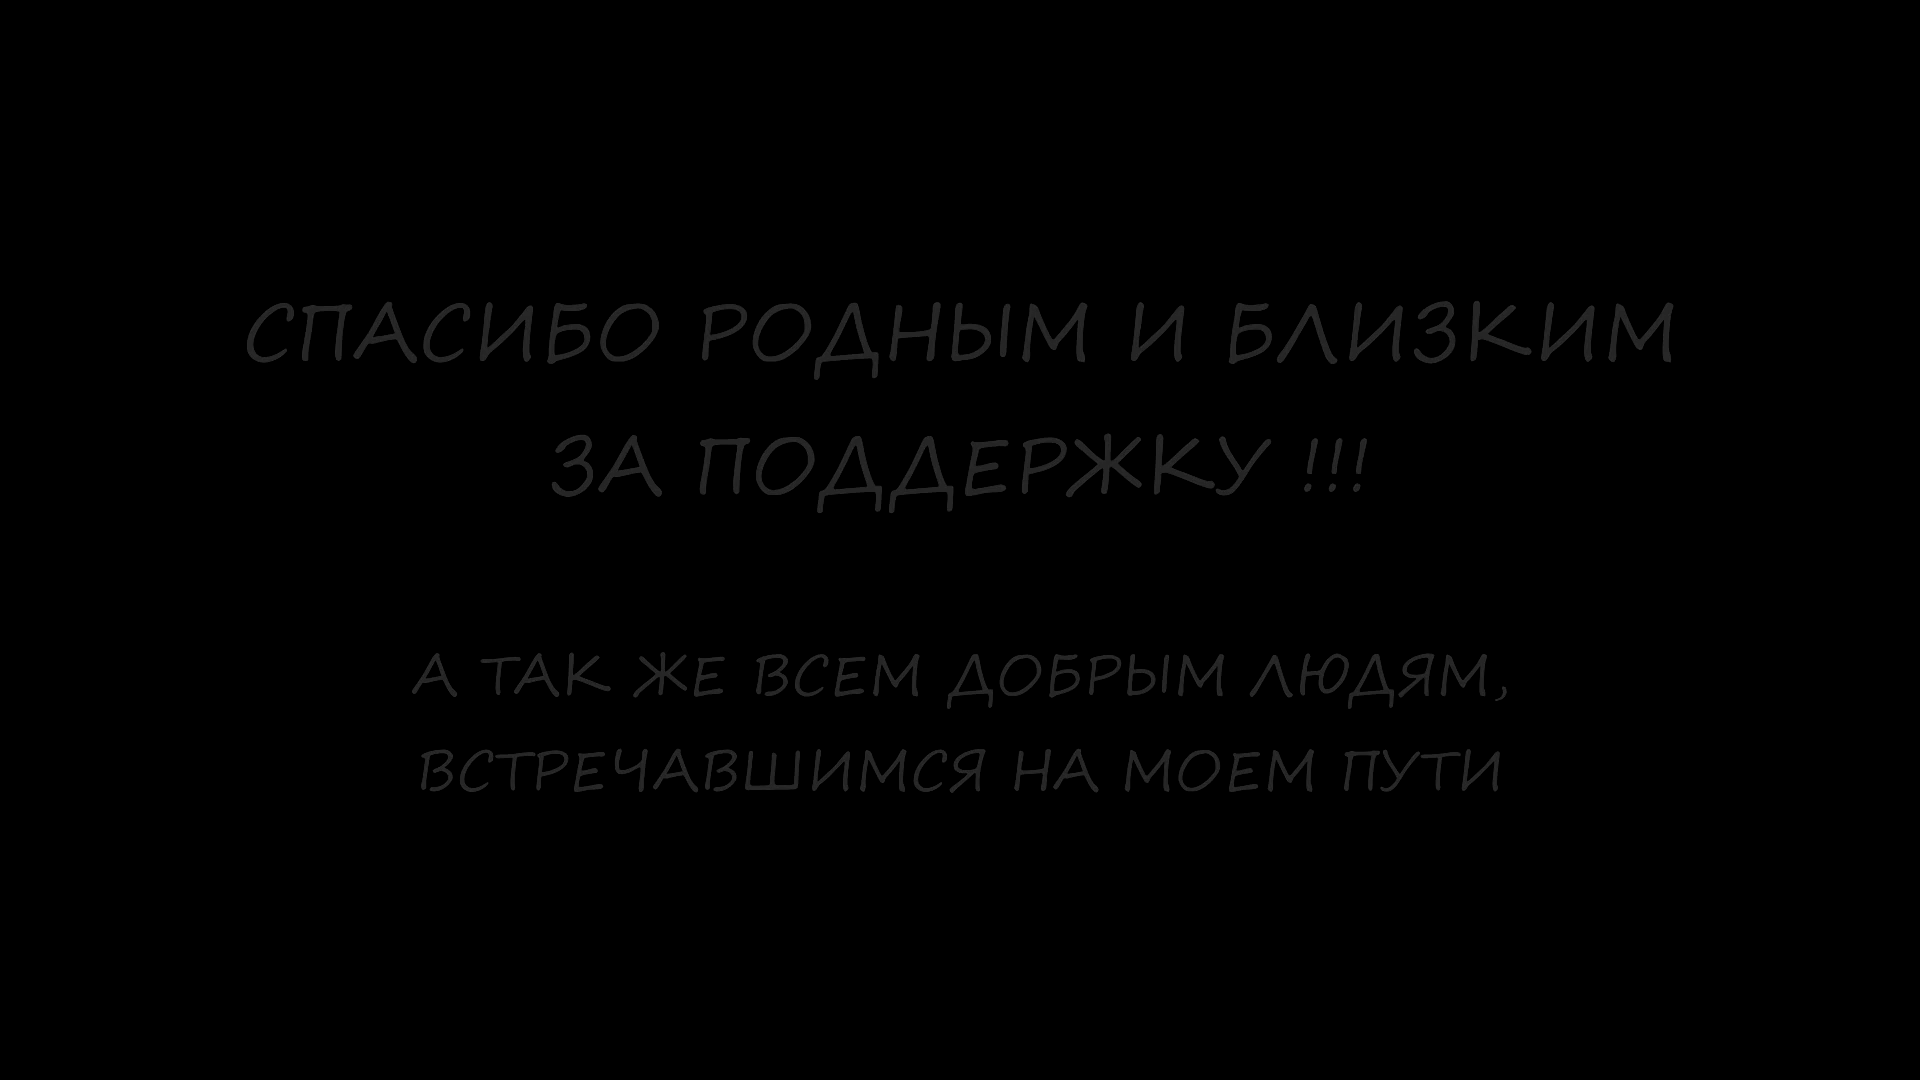 СПАСИБО РОДНЫМ И БЛИЗКИМ
ЗА ПОДДЕРЖКУ !!!
А ТАК ЖЕ ВСЕМ ДОБРЫМ ЛЮДЯМ,
ВСТРЕЧАВШИМСЯ НА МОЕМ ПУТИ